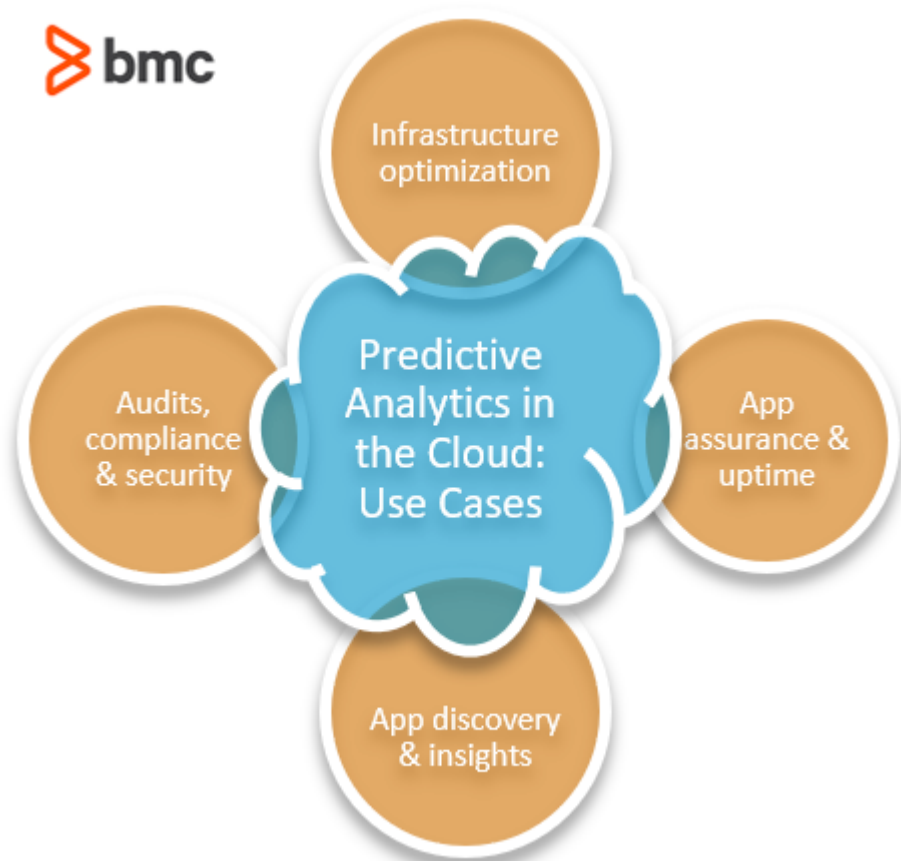 bmc
Infrastructure
optimization
Predictive
Analytics in
the Cloud:
Use Cases
Audits,
compliance
& security
App
assurance &
uptime
App discovery
& insights